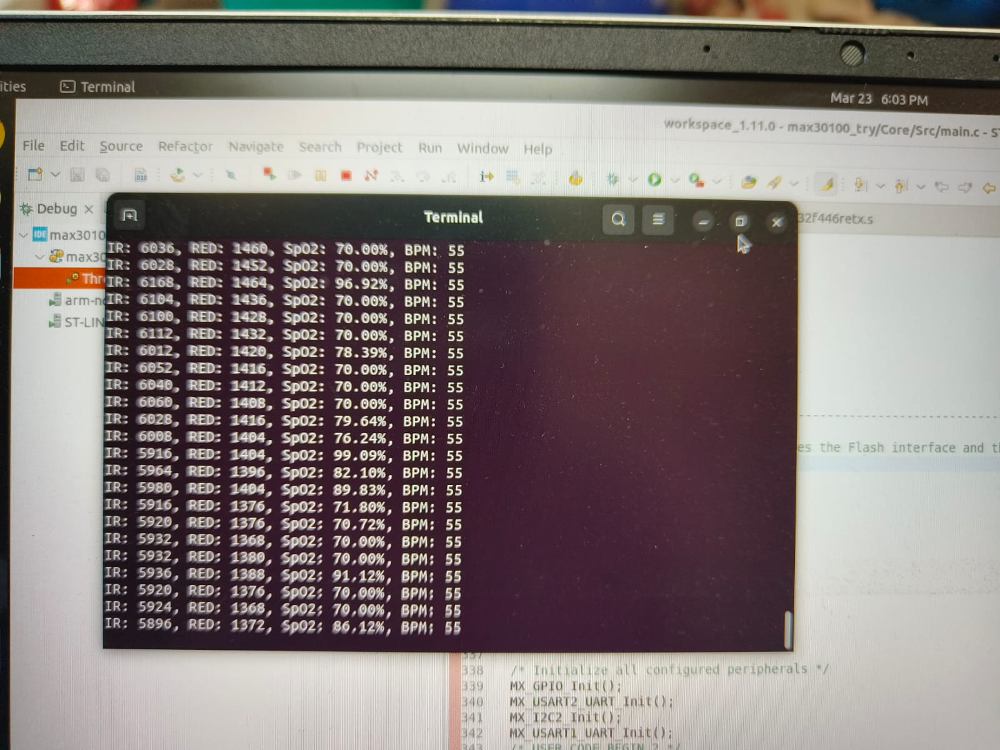 ities Terminal Mar 23 6:03 PM
workspace_1.11.0 - max30100_try/Core/Src/main.c - ST
File Edit Source Refactor Navigate Search Project Run Window Help
Debug
Terminal
32f446retx.s
IDE max3010
max30
Thr
arm-n
ST-LIN
IR: 6036, RED: 1460, SpO2: 70.00%, BPM: 55
IR: 6028, RED: 1452, SpO2: 70.00%, BPM: 55
IR: 6168, RED: 1464, SpO2: 96.92%, BPM: 55
IR: 6104, RED: 1436, SpO2: 70.00%, BPM: 55
IR: 6100, RED: 1428, SpO2: 70.00%, BPM: 55
IR: 6112, RED: 1432, SpO2: 70.00%, BPM: 55
IR: 6012, RED: 1420, SpO2: 78.39%, BPM: 55
IR: 6052, RED: 1416, SpO2: 70.00%, BPM: 55
IR: 6040, RED: 1412, SpO2: 70.00%, BPM: 55
IR: 6060, RED: 1408, SpO2: 70.00%, BPM: 55
IR: 6028, RED: 1416, SpO2: 79.64%, BPM: 55
IR: 6008, RED: 1404, SpO2: 76.24%, BPM: 55
IR: 5916, RED: 1404, SpO2: 99.09%, BPM: 55
IR: 5964, RED: 1396, SpO2: 82.10%, BPM: 55
IR: 5980, RED: 1404, SpO2: 89.83%, BPM: 55
IR: 5916, RED: 1376, SpO2: 71.80%, BPM: 55
IR: 5920, RED: 1376, SpO2: 70.72%, BPM: 55
IR: 5932, RED: 1368, SpO2: 70.00%, BPM: 55
IR: 5932, RED: 1380, SpO2: 70.00%, BPM: 55
IR: 5936, RED: 1388, SpO2: 91.12%, BPM: 55
IR: 5920, RED: 1376, SpO2: 70.00%, BPM: 55
IR: 5924, RED: 1368, SpO2: 70.00%, BPM: 55
IR: 5896, RED: 1372, SpO2: 86.12%, BPM: 55
es the Flash interface and th
337
338 /* Initialize all configured peripherals */
339 MX_GPIO_Init();
340 MX_USART2_UART_Init();
341 MX_I2C2_Init();
342 MX_USART1_UART_Init();
343 /* USER CODE BEGIN 2 */